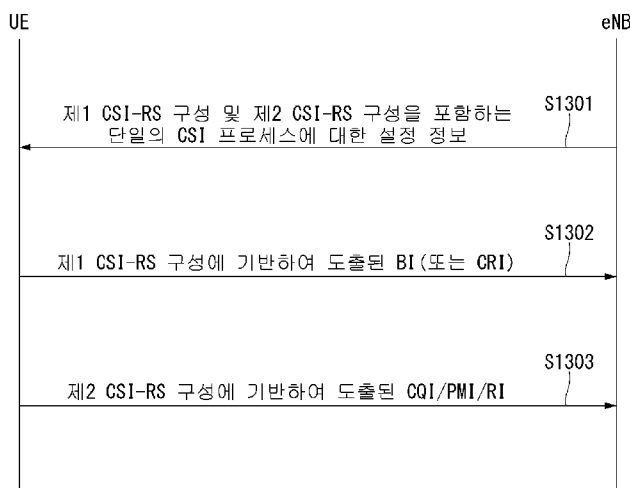 UE
eNB
제1 CSI-RS 구성 및 제2 CSI-RS 구성을 포함하는
단일의 CSI 프로세스에 대한 설정 정보
S1301
제1 CSI-RS 구성에 기반하여 도출된 BI(또는 CRI)
S1302
제2 CSI-RS 구성에 기반하여 도출된 CQI/PMI/RI
S1303